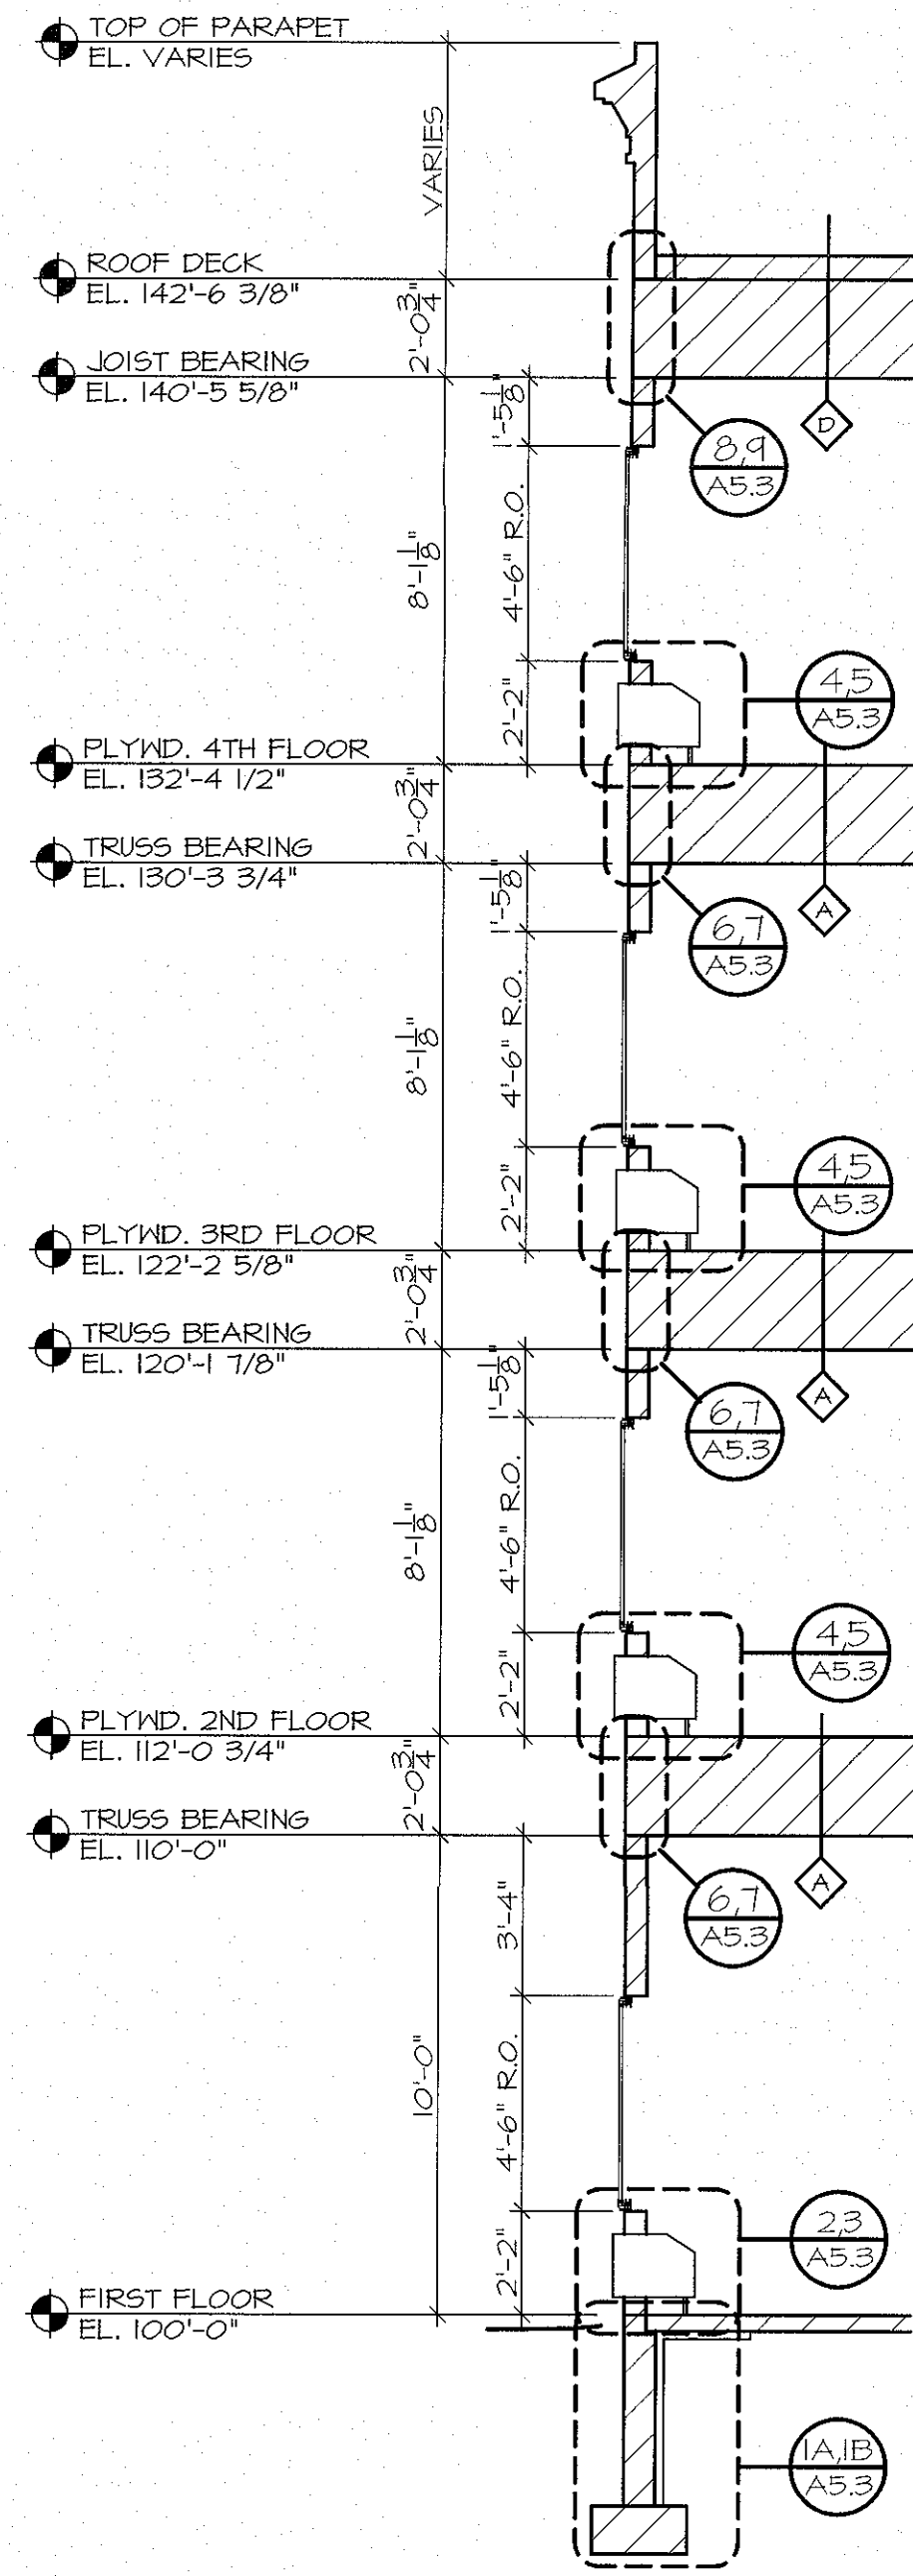 TOP OF PARAPET
EL. VARIES
VARIES
ROOF DECK
EL. 142'-6 3/8"
2'-0 3/4"
JOIST BEARING
EL. 140'-5 5/8"
1'-5 1/8"
D
8,9
A5.3
4'-6" R.O.
8'-1 1/8"
4,5
A5.3
2'-2"
PLYWD. 4TH FLOOR
EL. 132'-4 1/2"
2'-0 3/4"
TRUSS BEARING
EL. 130'-3 3/4"
1'-5 1/8"
A
6,7
A5.3
4'-6" R.O.
8'-1 1/8"
4,5
A5.3
2'-2"
PLYWD. 3RD FLOOR
EL. 122'-2 5/8"
2'-0 3/4"
TRUSS BEARING
EL. 120'-1 7/8"
1'-5 1/8"
A
6,7
A5.3
4'-6" R.O.
8'-1 1/8"
4,5
A5.3
2'-2"
PLYWD. 2ND FLOOR
EL. 112'-0 3/4"
2'-0 3/4"
TRUSS BEARING
EL. 110'-0"
A
6,7
A5.3
3'-4"
10'-0"
4'-6" R.O.
2,3
A5.3
2'-2"
FIRST FLOOR
EL. 100'-0"
1A,1B
A5.3